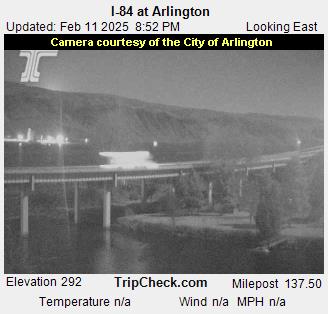 I-84 at Arlington
Updated: Feb 11 2025 8:52 PM Looking East
Camera courtesy of the City of Arlington
Elevation 292 TripCheck.com Milepost 137.50
Temperature n/a Wind n/a MPH n/a